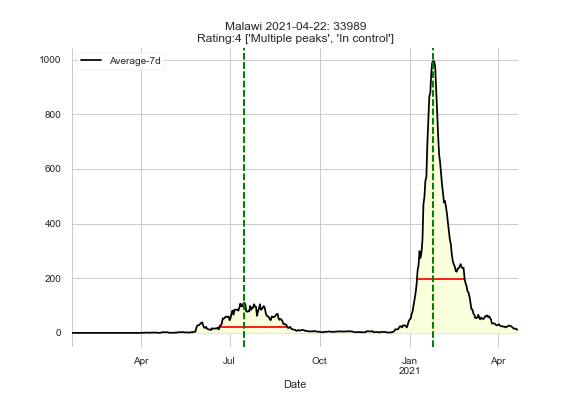 Malawi 2021-04-22: 33989
Rating:4 ['Multiple peaks', 'In control']
Average-7d
1000
800
600
400
200
0
Apr
Jul
Oct
Jan
2021
Apr
Date